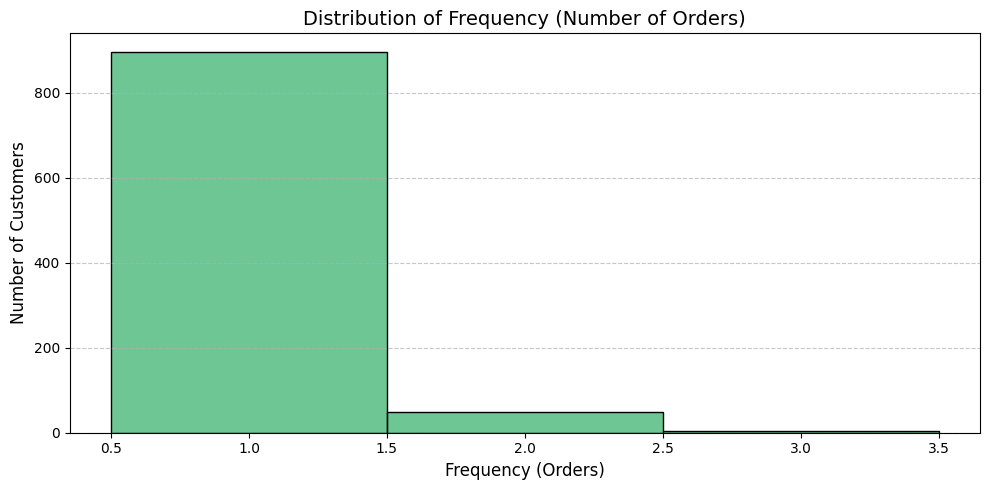 Distribution of Frequency (Number of Orders)
Number of Customers
800
600
400
200
0
0.5 1.0 1.5 2.0 2.5 3.0 3.5
Frequency (Orders)